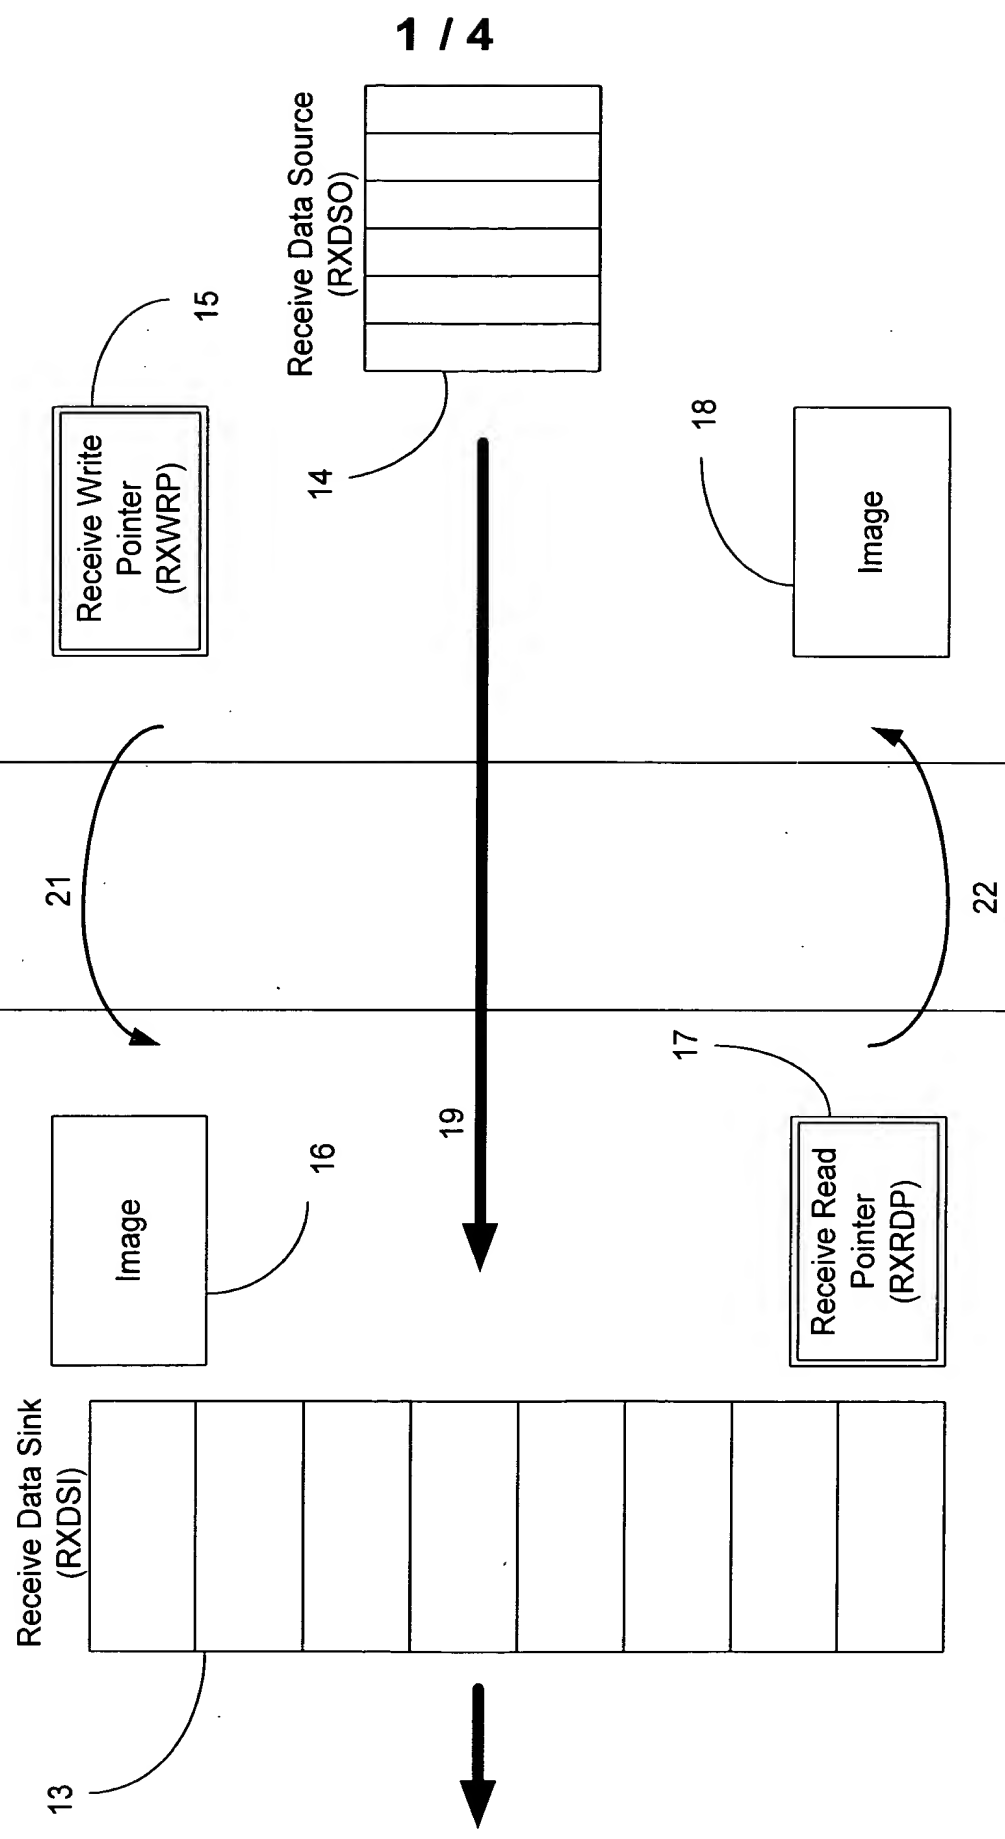 1 / 4
Receive Data Source
(RXDSO)
14
15
Receive Write
Pointer
(RXWRP)
18
Image
21
22
19
Image
16
17
Receive Read
Pointer
(RXRDP)
Receive Data Sink
(RXDSI)
13